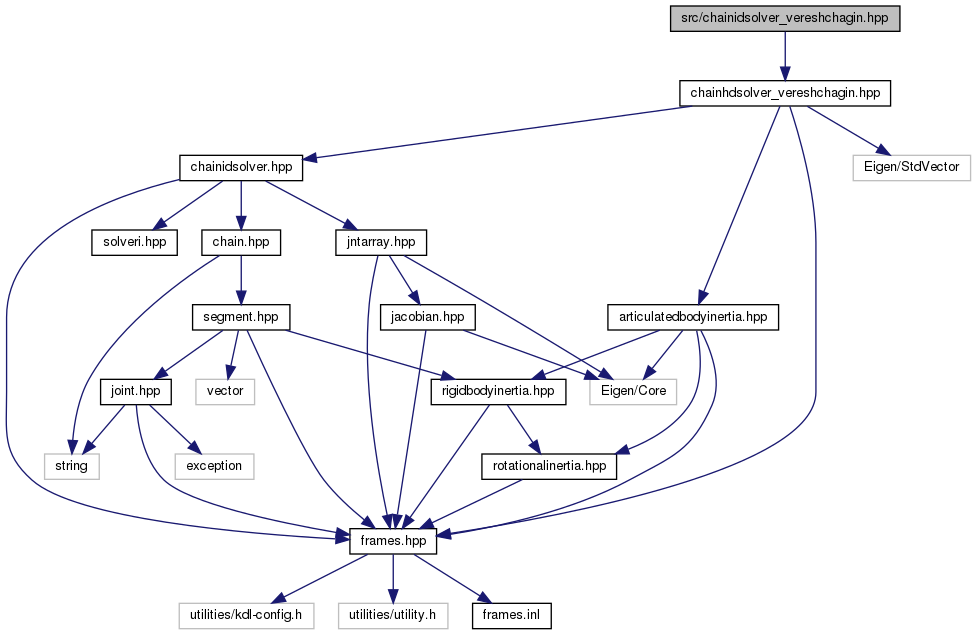 src/chainidsolver_vereshchagin.hpp
chainhdsolver_vereshchagin.hpp
chainidsolver.hpp
Eigen/StdVector
solveri.hpp
chain.hpp
jntarray.hpp
segment.hpp
jacobian.hpp
articulatedbodyinertia.hpp
joint.hpp
vector
rigidbodyinertia.hpp
Eigen/Core
string
exception
rotationalinertia.hpp
frames.hpp
utilities/kdl-config.h
utilities/utility.h
frames.inl